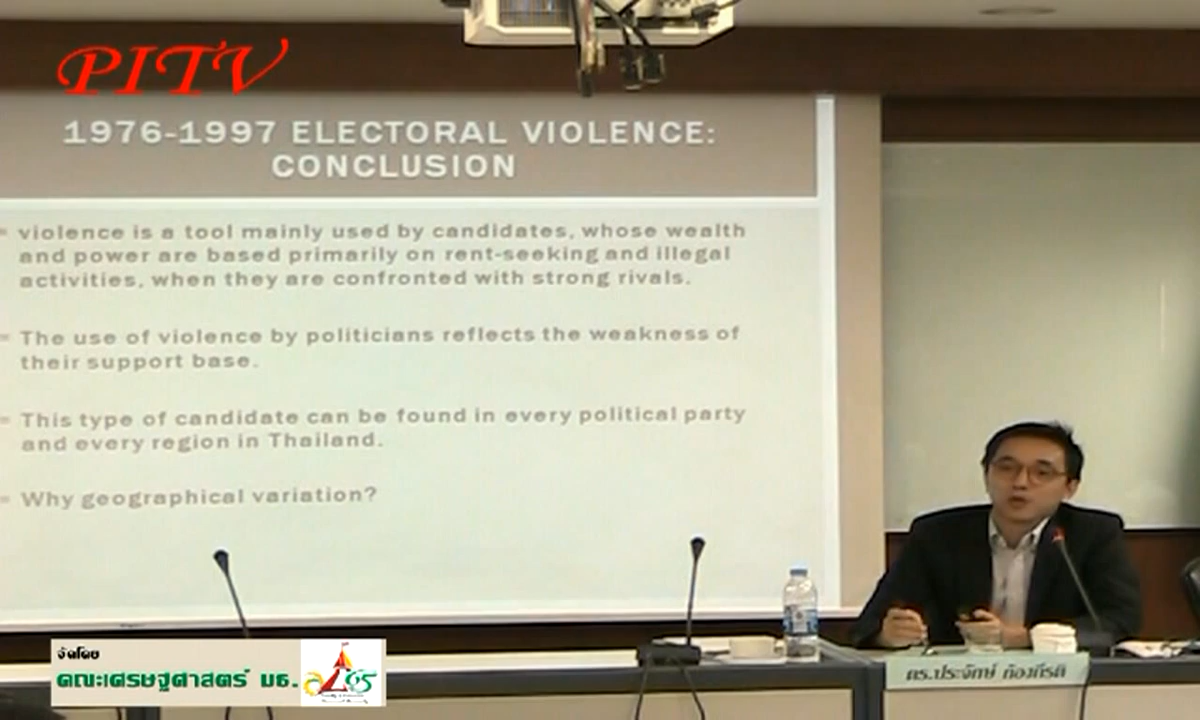 PITV
1976-1997 ELECTORAL VIOLENCE:
CONCLUSION
violence is a tool mainly used by candidates, whose wealth
and power are based primarily on rent-seeking and illegal
activities, when they are confronted with strong rivals.
The use of violence by politicians reflects the weakness of
their support base.
This type of candidate can be found in every political party
and every region in Thailand.
Why geographical variation?
จัดโดย
คณะเศรษฐศาสตร์ มธ.
ดร.ประจักษ์ ก้องกีรติ